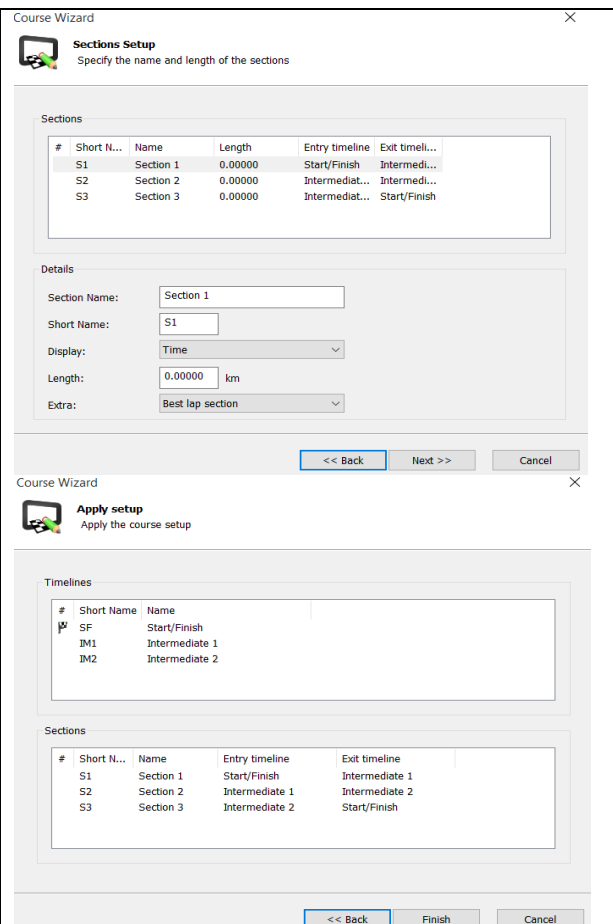 Course Wizard
Sections Setup
Specify the name and length of the sections
Sections
# Short N... Name Length Entry timeline Exit timeli...
S1 Section 1 0.00000 Start/Finish Intermedi...
S2 Section 2 0.00000 Intermediat... Intermedi...
S3 Section 3 0.00000 Intermediat... Start/Finish
Details
Section Name: Section 1
Short Name: S1
Display: Time
Length: 0.00000 km
Extra: Best lap section
<< Back Next >> Cancel
Course Wizard
Apply setup
Apply the course setup
Timelines
# Short Name Name
SF Start/Finish
IM1 Intermediate 1
IM2 Intermediate 2
Sections
# Short N... Name Entry timeline Exit timeline
S1 Section 1 Start/Finish Intermediate 1
S2 Section 2 Intermediate 1 Intermediate 2
S3 Section 3 Intermediate 2 Start/Finish
<< Back Finish Cancel